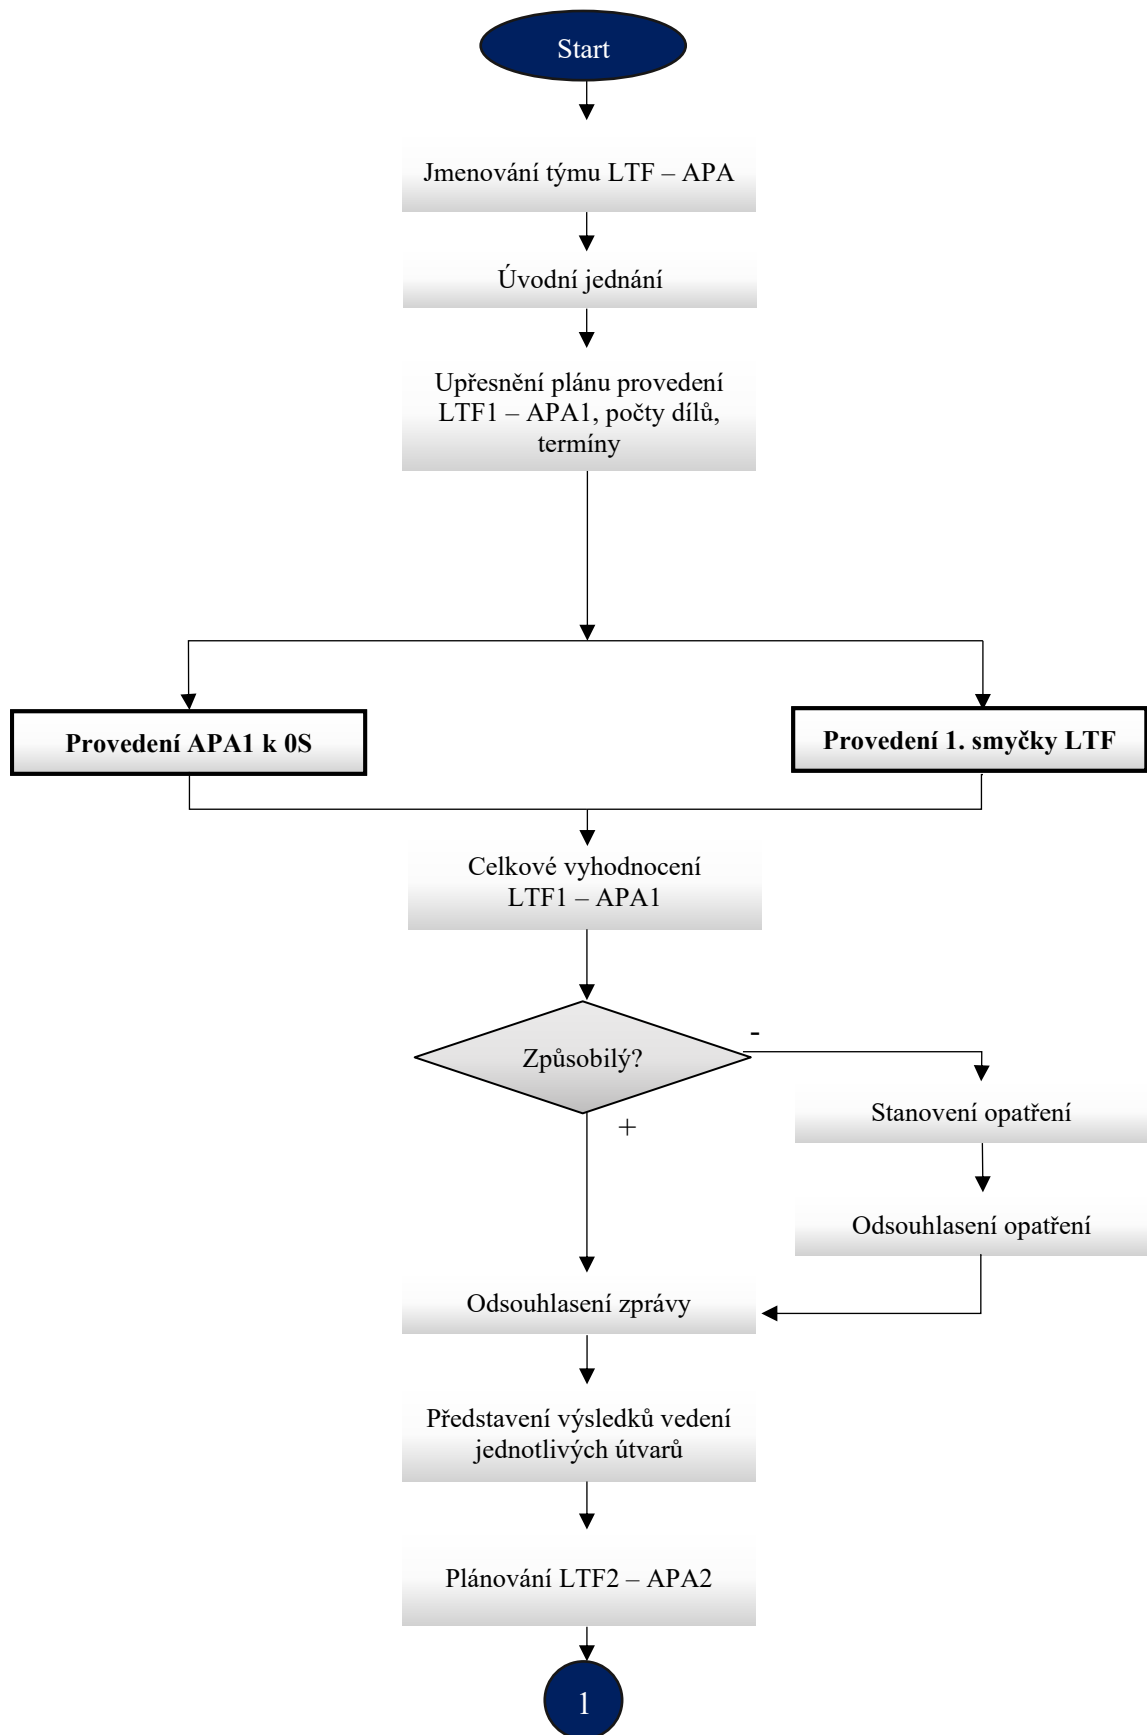 Start
Jmenování týmu LTF – APA
Úvodní jednání
Upřesnění plánu provedení
LTF1 – APA1, počty dílů,
termíny
Provedení APA1 k 0S
Provedení 1. smyčky LTF
Celkové vyhodnocení
LTF1 – APA1
Způsobilý?
-
+
Stanovení opatření
Odsouhlasení opatření
Odsouhlasení zprávy
Představení výsledků vedení
jednotlivých útvarů
Plánování LTF2 – APA2
1